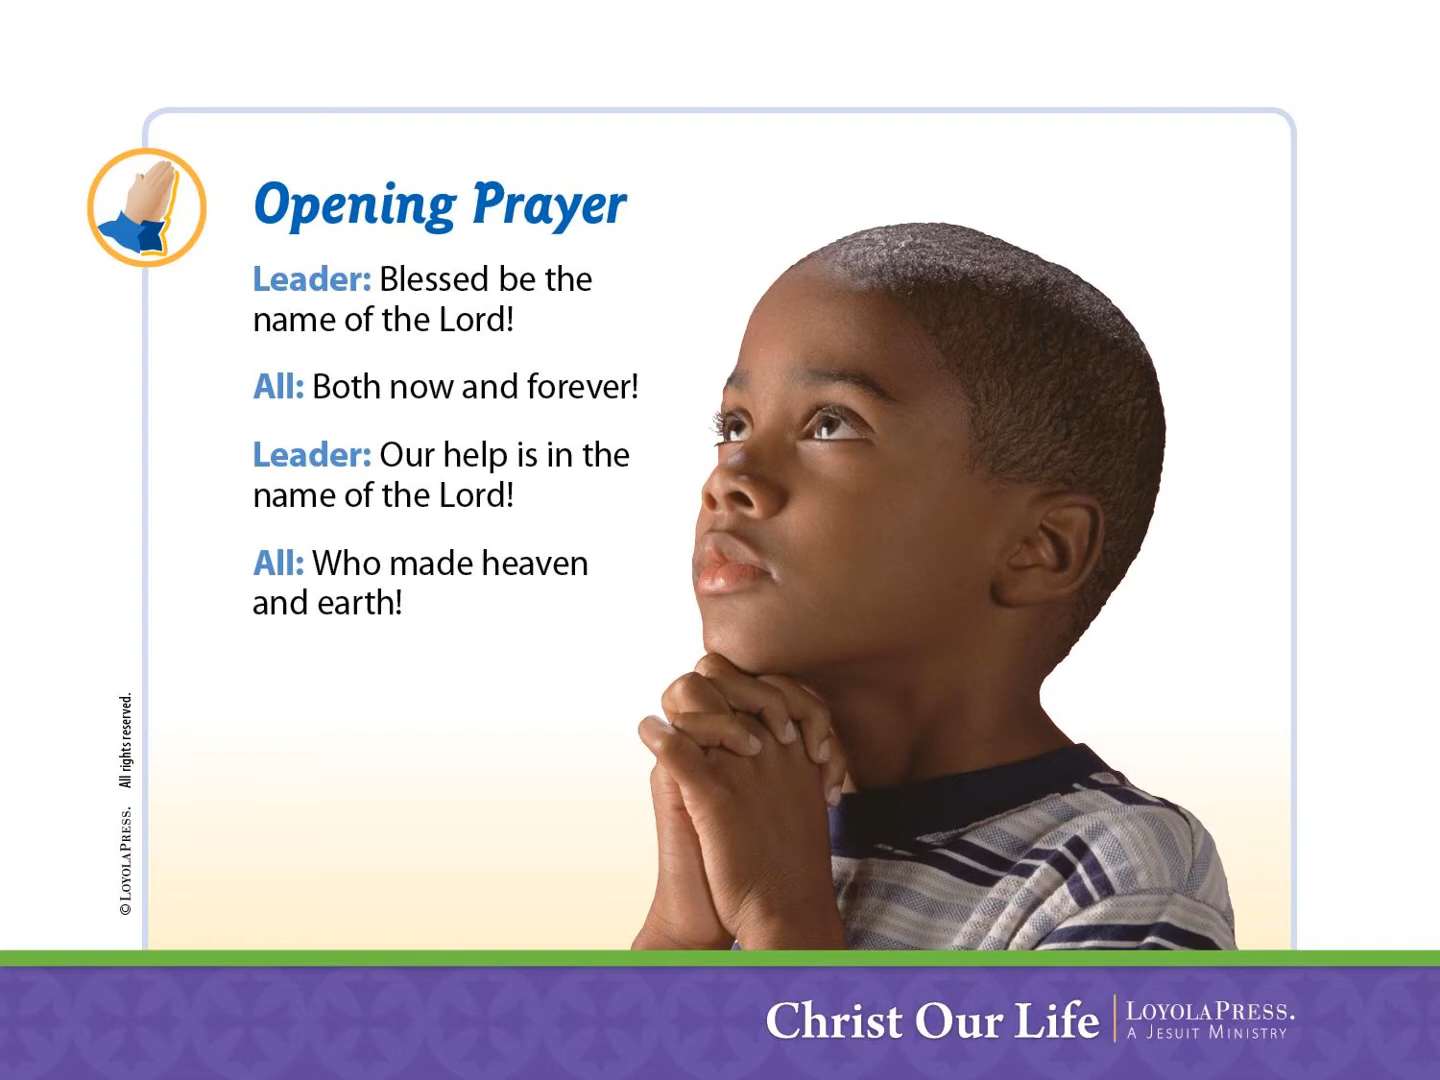 Opening Prayer
Leader: Blessed be the
name of the Lord!
All: Both now and forever!
Leader: Our help is in the
name of the Lord!
All: Who made heaven
and earth!
© LOYOLAPRESS. All rights reserved.
Christ Our Life
LOYOLAPRESS.
A JESUIT MINISTRY